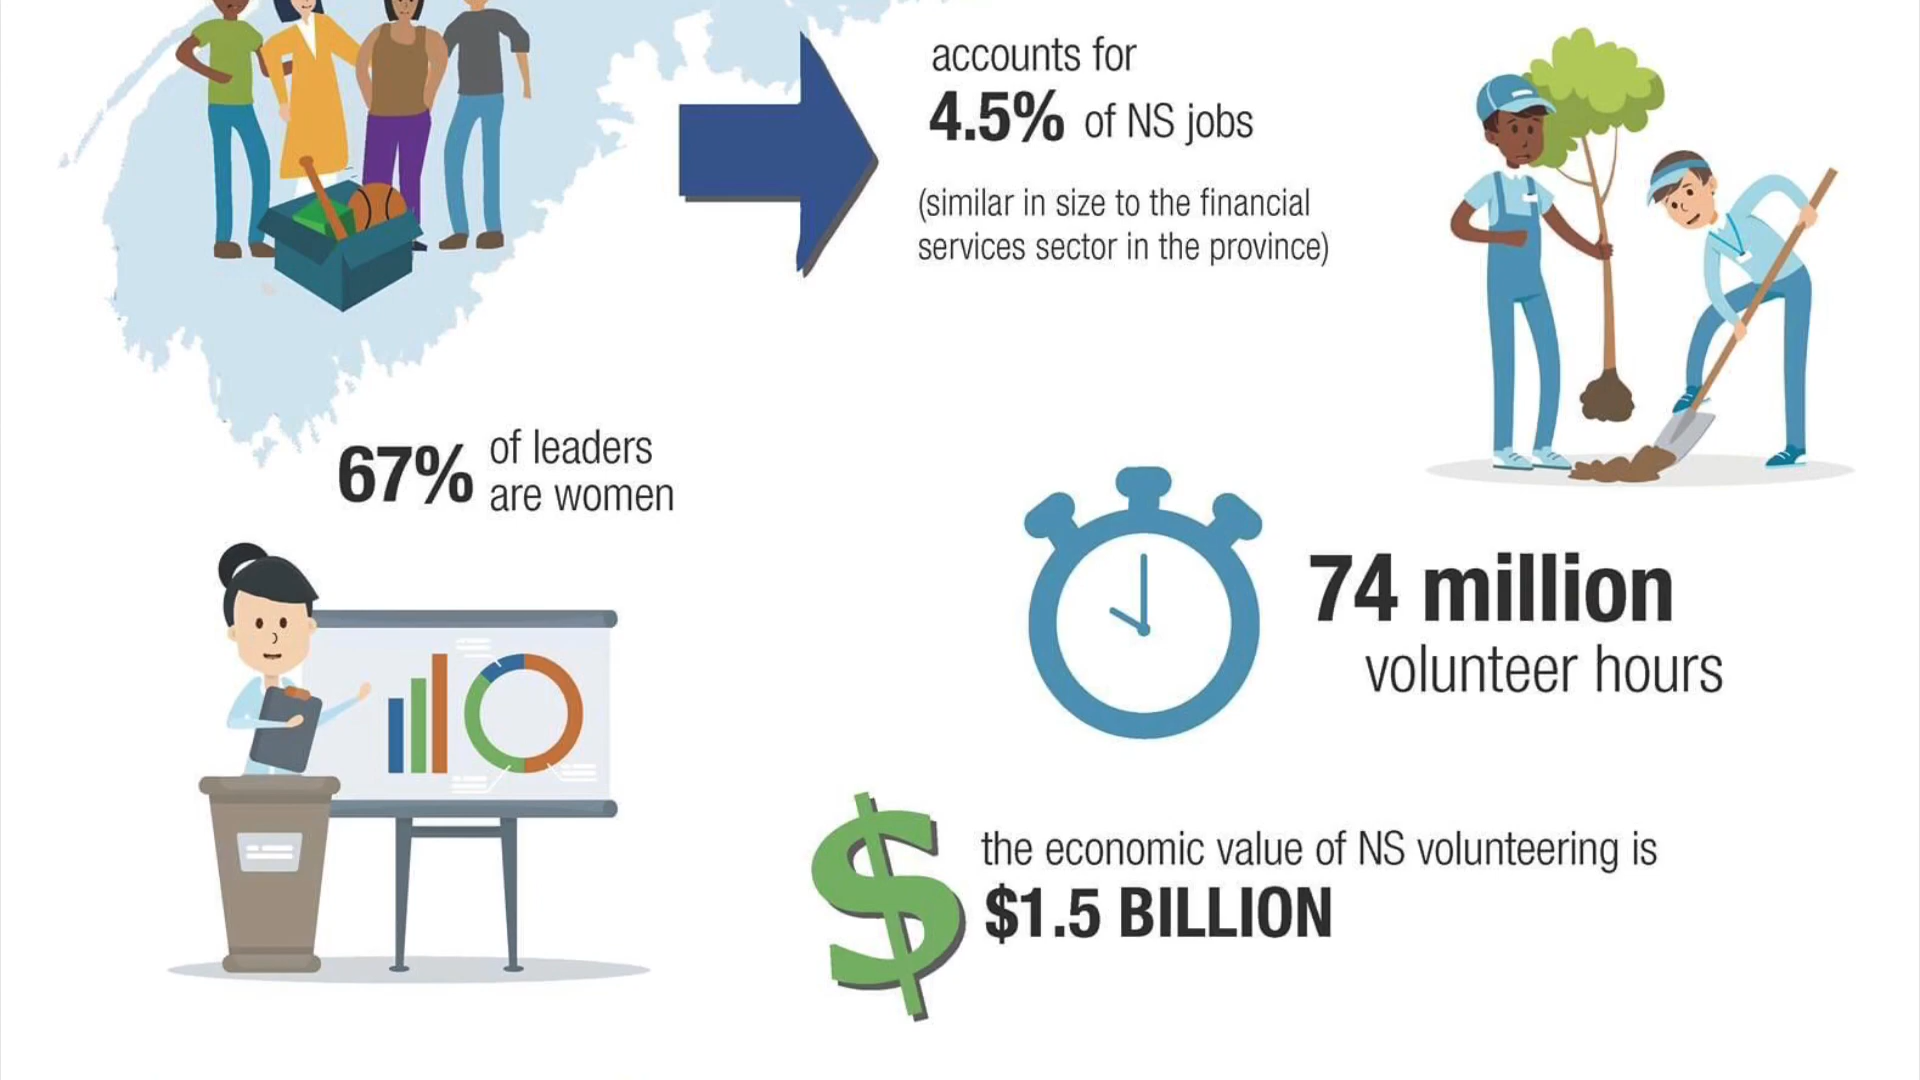 accounts for
4.5% of NS jobs
(similar in size to the financial
services sector in the province)
67% of leaders
are women
74 million
volunteer hours
the economic value of NS volunteering is
$1.5 BILLION